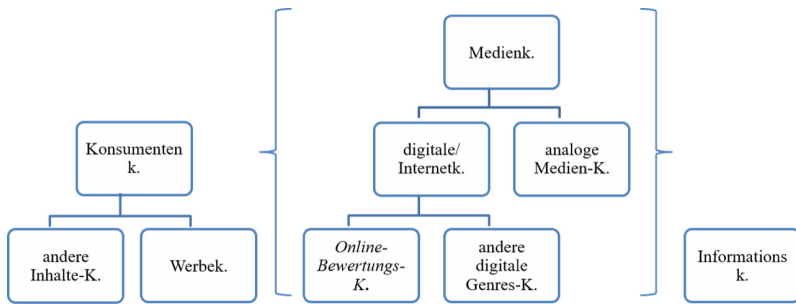 Medienk.
Konsumenten
k.
digitale/
Internetk.
analoge
Medien-K.
andere
Inhalte-K.
Werbek.
Online-
Bewertungs-
K.
andere
digitale
Genres-K.
Informations
k.